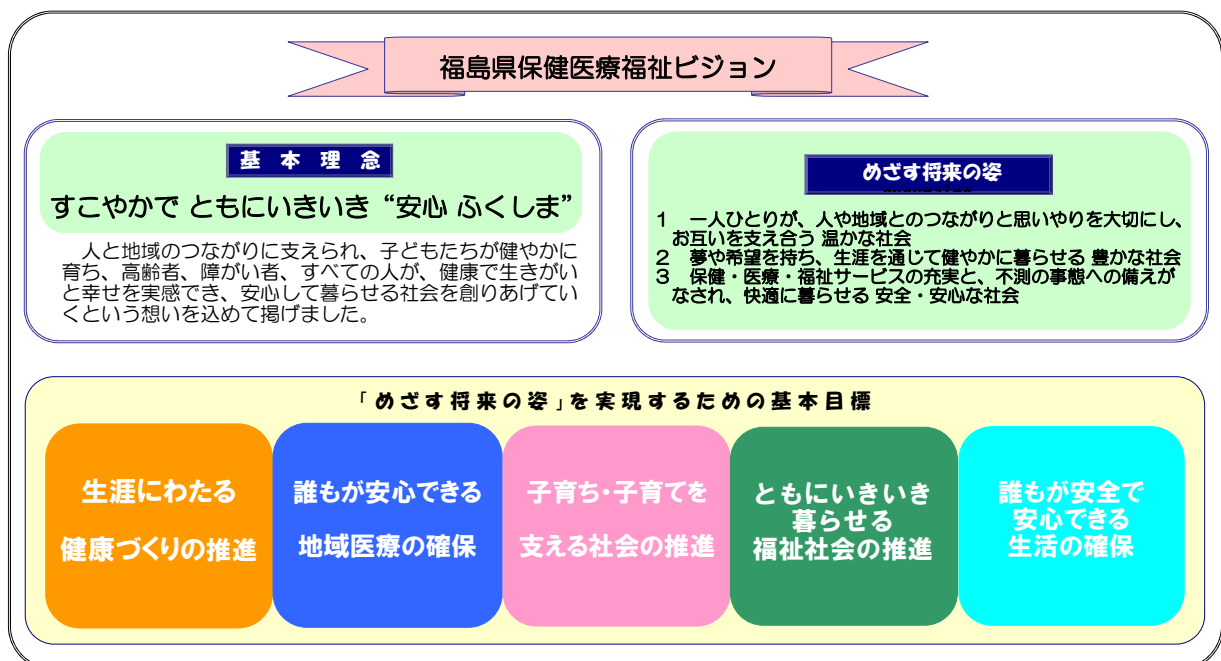 福島県保健医療福祉ビジョン
基 本 理 念
すこやかで ともにいきいき “安心 ふくしま”
人と地域のつながりに支えられ、子どもたちが健やかに
育ち、高齢者、障がい者、すべての人が、健康で生きがい
と幸せを実感でき、安心して暮らせる社会を創りあげてい
くという想いを込めて掲げました。
めざす将来の姿
1 一人ひとりが、人や地域とのつながりと思いやりを大切にし、
お互いを支え合う 温かな社会
2 夢や希望を持ち、生涯を通じて健やかに暮らせる 豊かな社会
3 保健・医療・福祉サービスの充実と、不測の事態への備えが
なされ、快適に暮らせる 安全・安心な社会
「めざす将来の姿」を実現するための基本目標
生涯にわたる
健康づくりの推進
誰もが安心できる
地域医療の確保
子育ち・子育てを
支える社会の推進
ともにいきいき
暮らせる
福祉社会の推進
誰もが安全で
安心できる
生活の確保